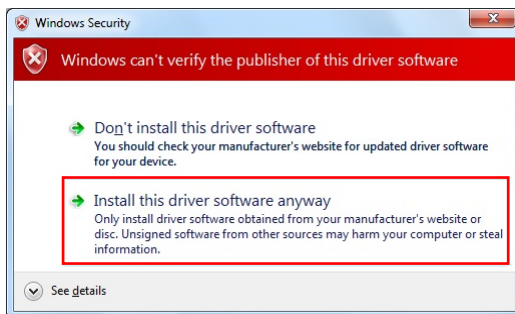 Windows Security
Windows can't verify the publisher of this driver software
Don't install this driver software
You should check your manufacturer's website for updated driver software
for your device.
Install this driver software anyway
Only install driver software obtained from your manufacturer's website or
disc. Unsigned software from other sources may harm your computer or steal
information.
See details